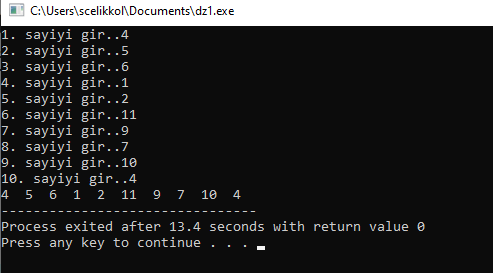 C:\Users\scelikkol\Documents\dz1.exe
1. sayiyi gir..4
2. sayiyi gir..5
3. sayiyi gir..6
4. sayiyi gir..1
5. sayiyi gir..2
6. sayiyi gir..11
7. sayiyi gir..9
8. sayiyi gir..7
9. sayiyi gir..10
10. sayiyi gir..4
4  5  6  1  2  11  9  7  10  4
--------------------------------
Process exited after 13.4 seconds with return value 0
Press any key to continue . . .